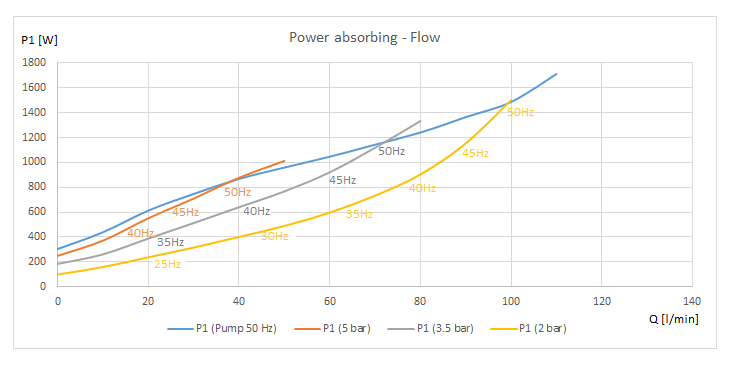 Power absorbing - Flow
P1 [W]
1800
1600
1400
1200
1000
800
600
400
200
0
50Hz
45Hz
40Hz
35Hz
30Hz
25Hz
50Hz
45Hz
40Hz
35Hz
50Hz
45Hz
40Hz
0 20 40 60 80 100 120 140
Q [l/min]
P1 (Pump 50 Hz) P1 (5 bar) P1 (3.5 bar) P1 (2 bar)